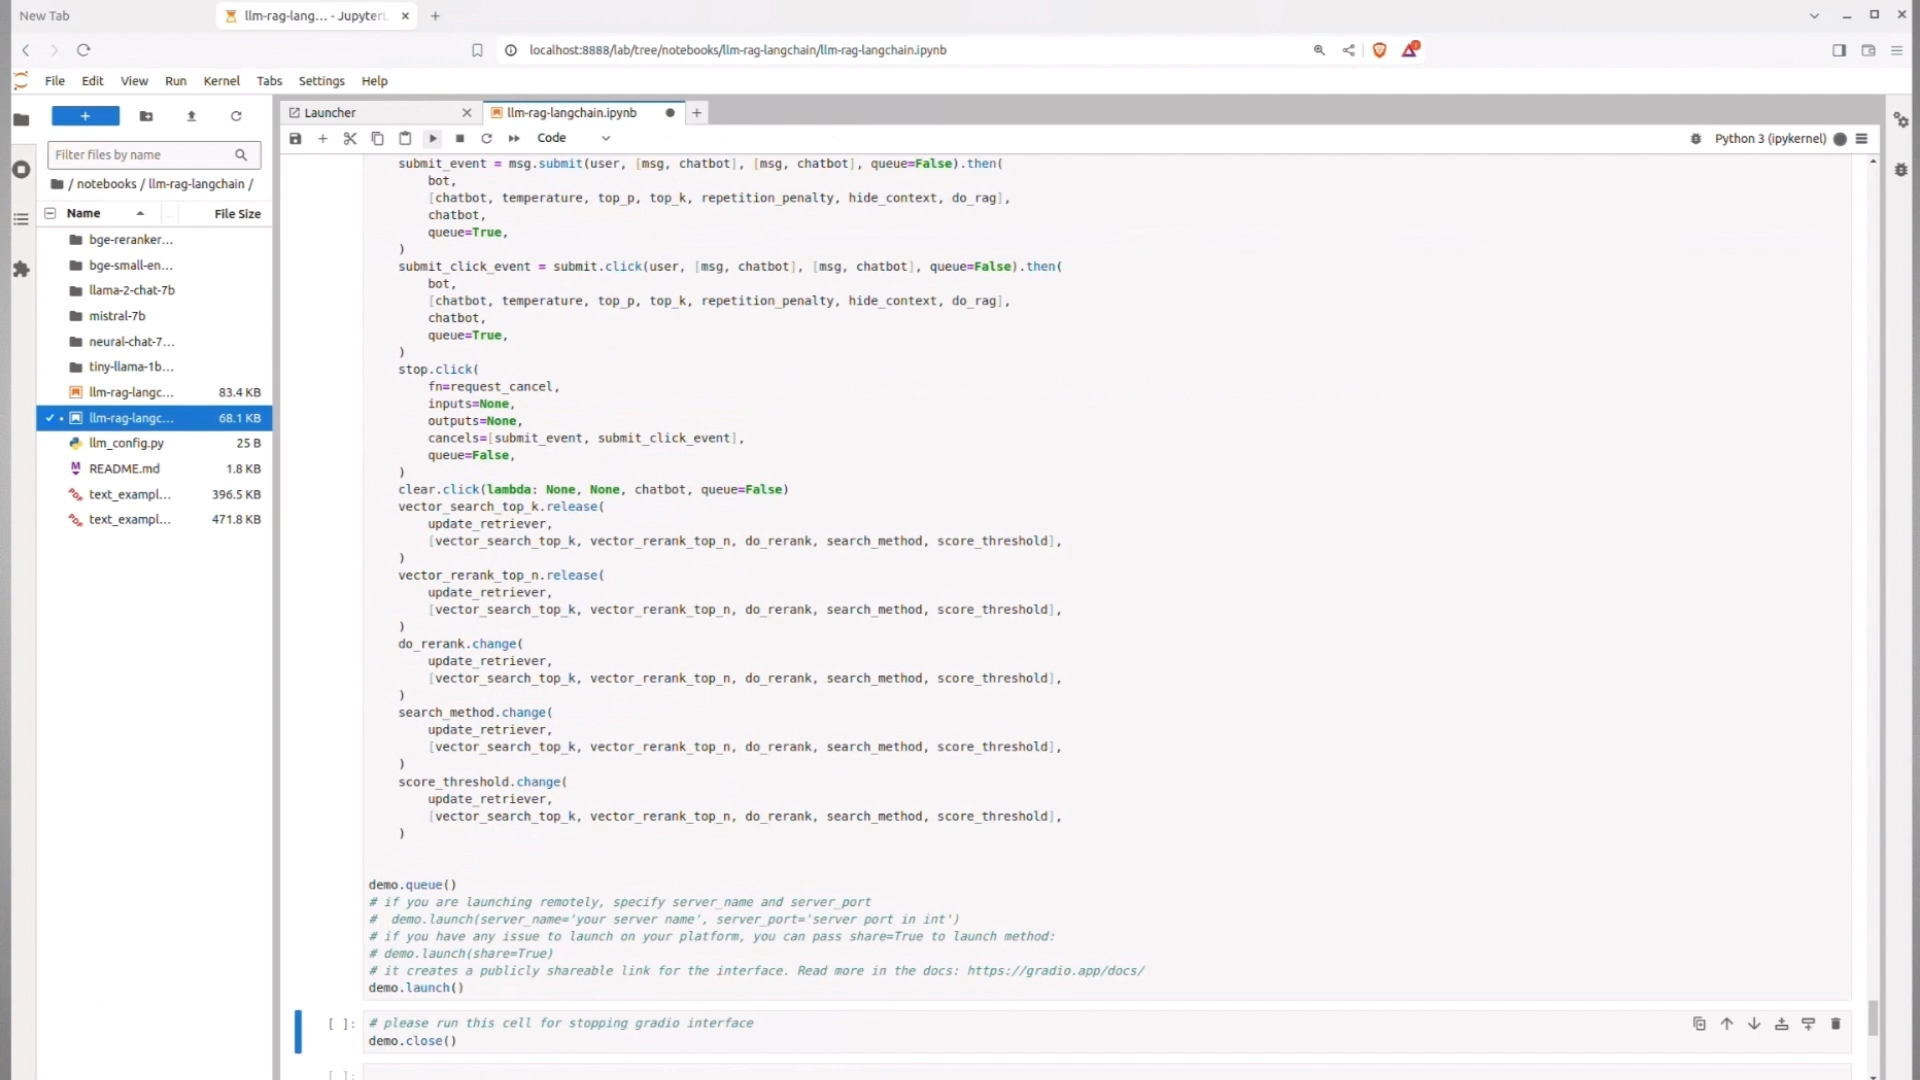 New Tab
llm-rag-lang... - JupyterL
localhost:8888/lab/tree/notebooks/llm-rag-langchain/llm-rag-langchain.ipynb
File Edit View Run Kernel Tabs Settings Help
Launcher
llm-rag-langchain.ipynb
Code
Python 3 (ipykernel)
Filter files by name
/ notebooks / llm-rag-langchain /
Name File Size
bge-reranker...
bge-small-en...
llama-2-chat-7b
mistral-7b
neural-chat-7...
tiny-llama-1b...
llm-rag-langc... 83.4 KB
llm-rag-langc... 68.1 KB
llm_config.py 25 B
README.md 1.8 KB
text_exampl... 396.5 KB
text_exampl... 471.8 KB
submit_event = msg.submit(user, [msg, chatbot], [msg, chatbot], queue=False).then(
bot,
[chatbot, temperature, top_p, top_k, repetition_penalty, hide_context, do_rag],
chatbot,
queue=True,
)
submit_click_event = submit.click(user, [msg, chatbot], [msg, chatbot], queue=False).then(
bot,
[chatbot, temperature, top_p, top_k, repetition_penalty, hide_context, do_rag],
chatbot,
queue=True,
)
stop.click(
fn=request_cancel,
inputs=None,
outputs=None,
cancels=[submit_event, submit_click_event],
queue=False,
)
clear.click(lambda: None, None, chatbot, queue=False)
vector_search_top_k.release(
update_retriever,
[vector_search_top_k, vector_rerank_top_n, do_rerank, search_method, score_threshold],
)
vector_rerank_top_n.release(
update_retriever,
[vector_search_top_k, vector_rerank_top_n, do_rerank, search_method, score_threshold],
)
do_rerank.change(
update_retriever,
[vector_search_top_k, vector_rerank_top_n, do_rerank, search_method, score_threshold],
)
search_method.change(
update_retriever,
[vector_search_top_k, vector_rerank_top_n, do_rerank, search_method, score_threshold],
)
score_threshold.change(
update_retriever,
[vector_search_top_k, vector_rerank_top_n, do_rerank, search_method, score_threshold],
)
demo.queue()
# if you are launching remotely, specify server_name and server_port
#  demo.launch(server_name='your server name', server_port='server port in int')
# if you have any issue to launch on your platform, you can pass share=True to launch method:
# demo.launch(share=True)
# it creates a publicly shareable link for the interface. Read more in the docs: https://gradio.app/docs/
demo.launch()
[ ]: # please run this cell for stopping gradio interface
demo.close()
[ ]: